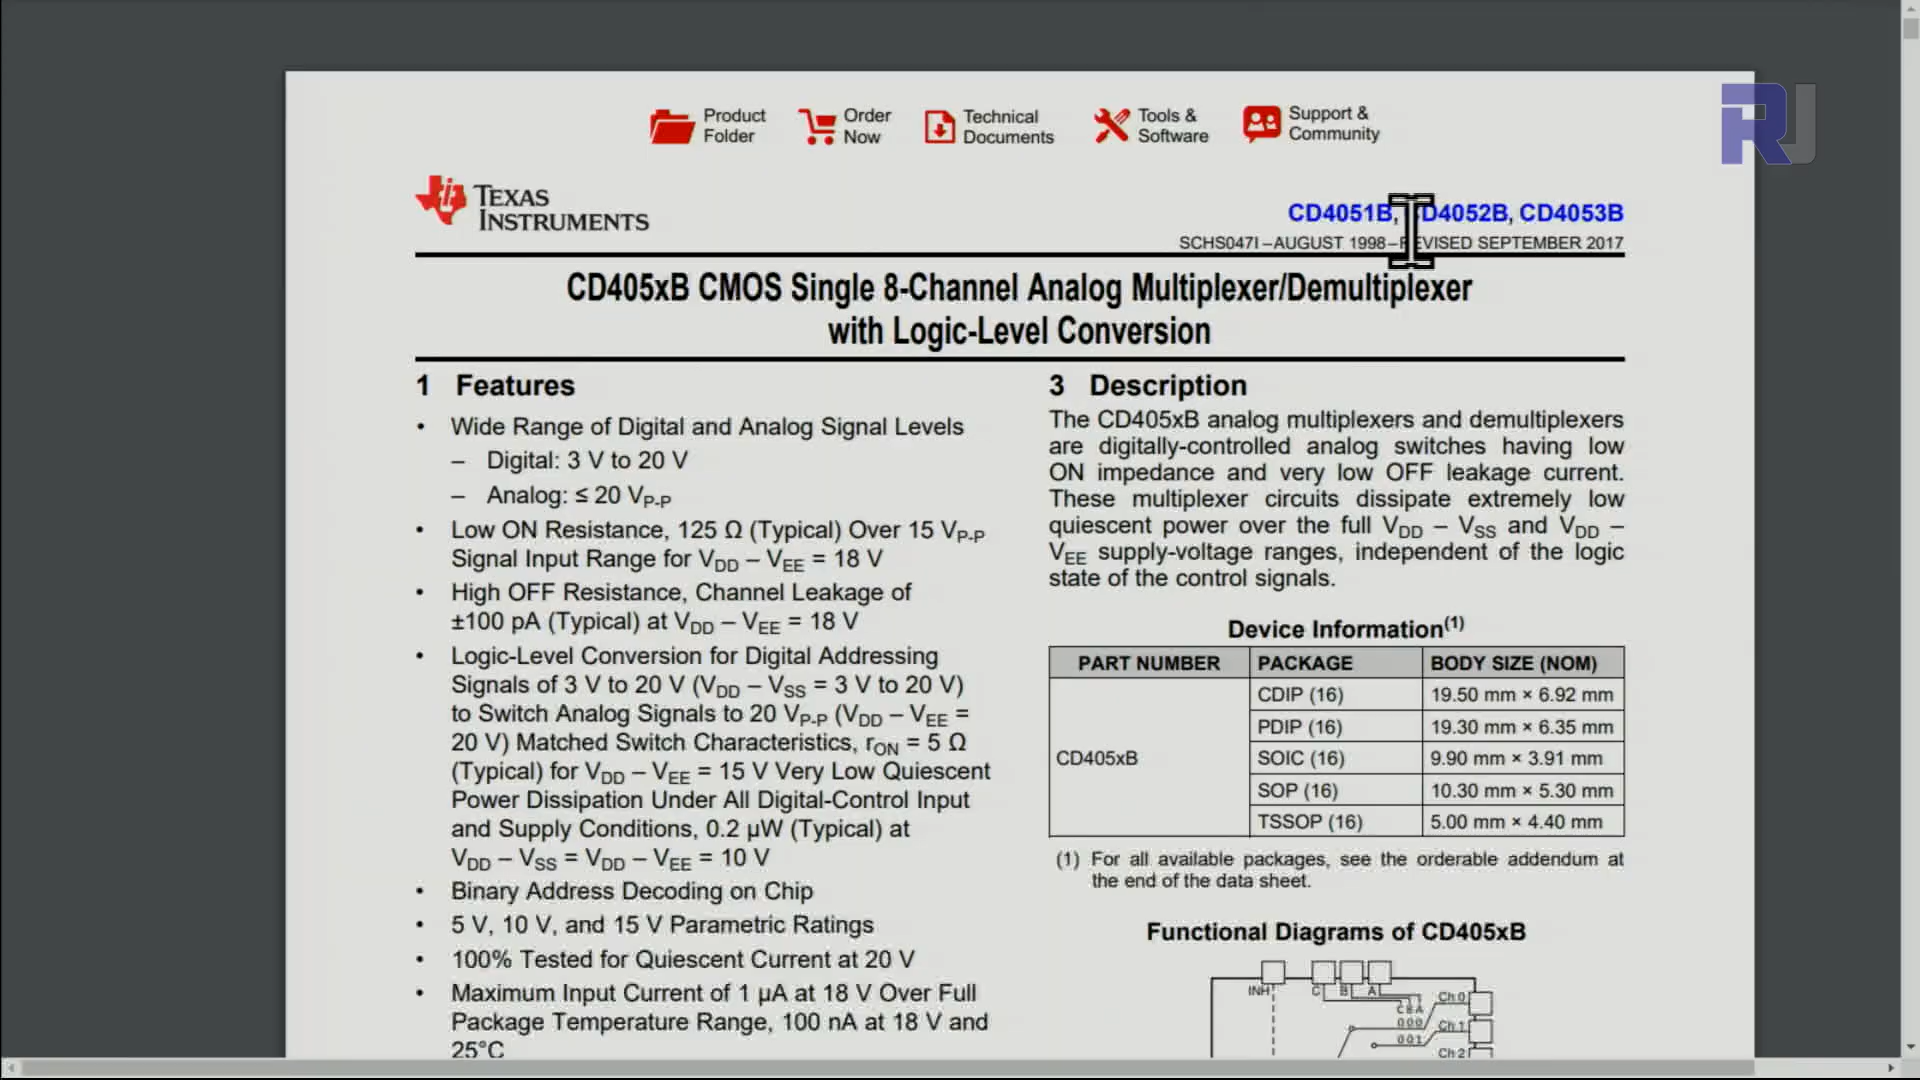 Product
Folder
Order
Now
Technical
Documents
Tools &
Software
Support &
Community
RJ
TEXAS
INSTRUMENTS
CD4051B, CD4052B, CD4053B
SCHS047I –AUGUST 1998–REVISED SEPTEMBER 2017
CD405xB CMOS Single 8-Channel Analog Multiplexer/Demultiplexer
with Logic-Level Conversion
1 Features
• Wide Range of Digital and Analog Signal Levels
– Digital: 3 V to 20 V
– Analog: ≤ 20 VP-P
• Low ON Resistance, 125 Ω (Typical) Over 15 VP-P
Signal Input Range for VDD – VEE = 18 V
• High OFF Resistance, Channel Leakage of
±100 pA (Typical) at VDD – VEE = 18 V
• Logic-Level Conversion for Digital Addressing
Signals of 3 V to 20 V (VDD – VSS = 3 V to 20 V)
to Switch Analog Signals to 20 VP-P (VDD – VEE =
20 V) Matched Switch Characteristics, rON = 5 Ω
(Typical) for VDD – VEE = 15 V Very Low Quiescent
Power Dissipation Under All Digital-Control Input
and Supply Conditions, 0.2 µW (Typical) at
VDD – VSS = VDD – VEE = 10 V
• Binary Address Decoding on Chip
• 5 V, 10 V, and 15 V Parametric Ratings
• 100% Tested for Quiescent Current at 20 V
• Maximum Input Current of 1 µA at 18 V Over Full
Package Temperature Range, 100 nA at 18 V and
25°C
3 Description
The CD405xB analog multiplexers and demultiplexers
are digitally-controlled analog switches having low
ON impedance and very low OFF leakage current.
These multiplexer circuits dissipate extremely low
quiescent power over the full VDD – VSS and VDD –
VEE supply-voltage ranges, independent of the logic
state of the control signals.
Device Information(1)
PART NUMBER PACKAGE BODY SIZE (NOM)
CDIP (16) 19.50 mm × 6.92 mm
PDIP (16) 19.30 mm × 6.35 mm
CD405xB SOIC (16) 9.90 mm × 3.91 mm
SOP (16) 10.30 mm × 5.30 mm
TSSOP (16) 5.00 mm × 4.40 mm
(1) For all available packages, see the orderable addendum at
the end of the data sheet.
Functional Diagrams of CD405xB
INH C B A
Ch 0
C B A
0 0 0
Ch 1
0 0 1
Ch 2